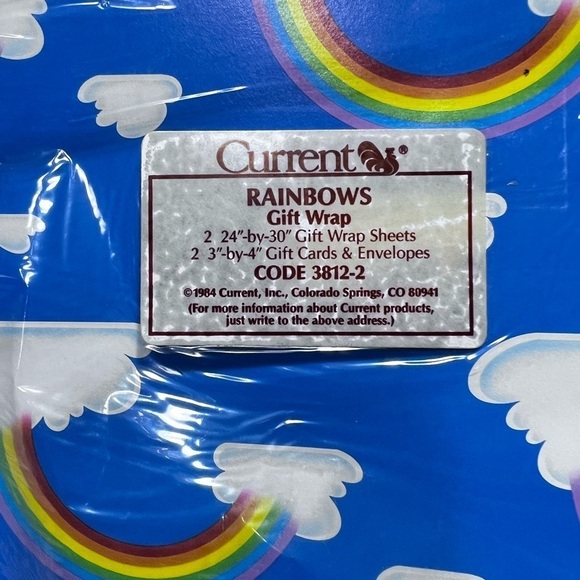 Current®
RAINBOWS
Gift Wrap
2 24"-by-30" Gift Wrap Sheets
2 3"-by-4" Gift Cards & Envelopes
CODE 3812-2
©1984 Current, Inc., Colorado Springs, CO 80941
(For more information about Current products,
just write to the above address.)